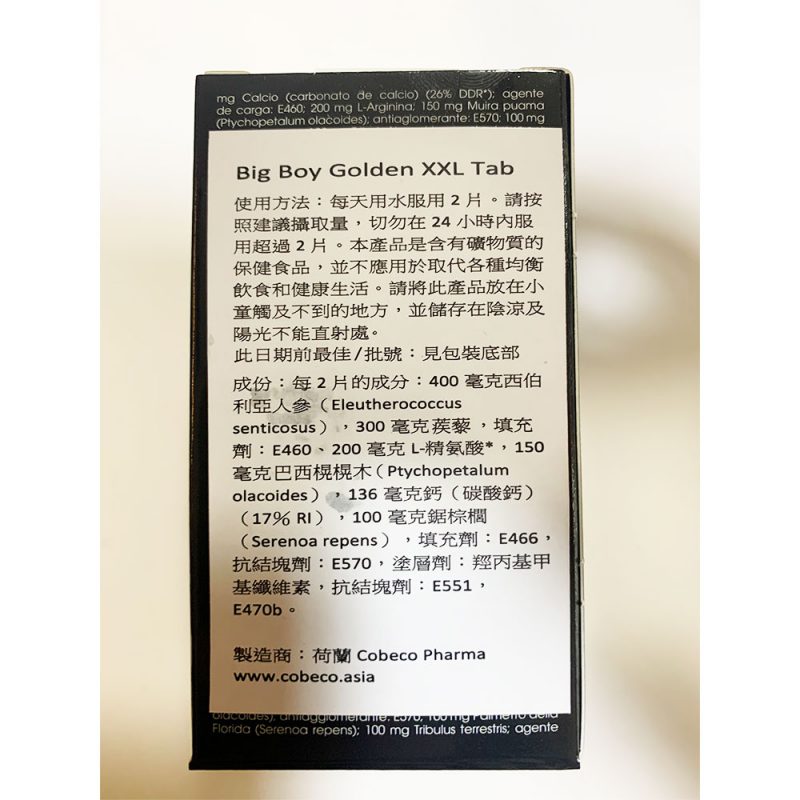 mg Calcio (carbonato de calcio) (26% DDR*); agente
de carga: E460; 200 mg L-Arginina; 150 mg Muira puama
(Ptychopetalum olacoides); antiaglomerante: E570; 100 mg
Big Boy Golden XXL Tab
使用方法：每天用水服用 2 片。請按
照建議攝取量，切勿在 24 小時內服
用超過 2 片。本產品是含有礦物質的
保健食品，並不應用於取代各種均衡
飲食和健康生活。請將此產品放在小
童觸及不到的地方，並儲存在陰涼及
陽光不能直射處。
此日期前最佳/批號：見包裝底部
成份：每 2 片的成分：400 毫克西伯
利亞人參（Eleutherococcus
senticosus），300 毫克蒺藜，填充
劑：E460、200 毫克 L-精氨酸*，150
毫克巴西榥榥木（Ptychopetalum
olacoides），136 毫克鈣（碳酸鈣）
（17% RI），100 毫克鋸棕櫚
（Serenoa repens），填充劑：E466，
抗結塊劑：E570，塗層劑：羥丙基甲
基纖維素，抗結塊劑：E551，
E470b。
製造商：荷蘭 Cobeco Pharma
www.cobeco.asia
olacoides); antiagglomerante: E570; 100 mg Palmetto della
Florida (Serenoa repens); 100 mg Tribulus terrestris; agente